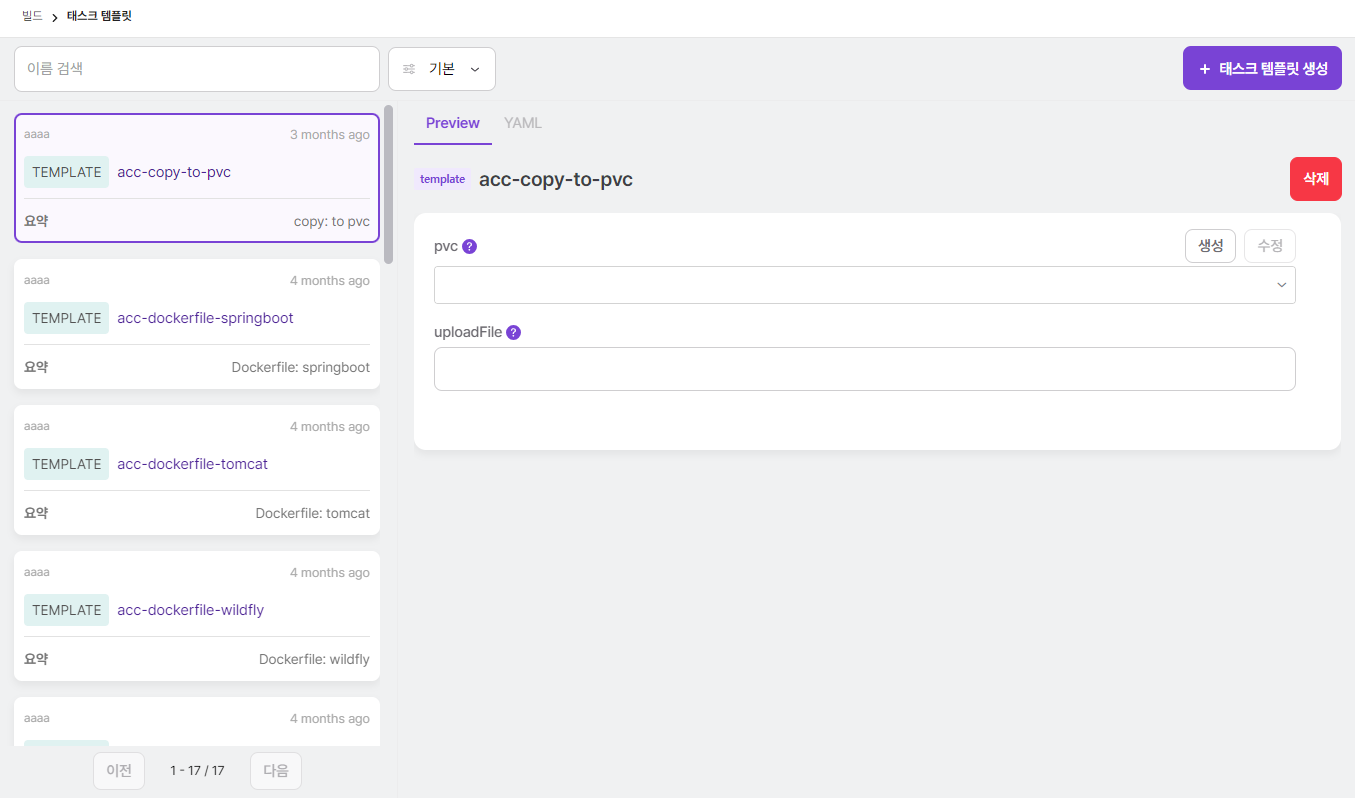 빌드 > 태스크 템플릿
이름 검색
기본
+ 태스크 템플릿 생성
aaaa 3 months ago
TEMPLATE acc-copy-to-pvc
요약 copy: to pvc
aaaa 4 months ago
TEMPLATE acc-dockerfile-springboot
요약 Dockerfile: springboot
aaaa 4 months ago
TEMPLATE acc-dockerfile-tomcat
요약 Dockerfile: tomcat
aaaa 4 months ago
TEMPLATE acc-dockerfile-wildfly
요약 Dockerfile: wildfly
aaaa 4 months ago
이전 1 - 17 / 17 다음
Preview YAML
template acc-copy-to-pvc
삭제
pvc ?
생성 수정
uploadFile ?